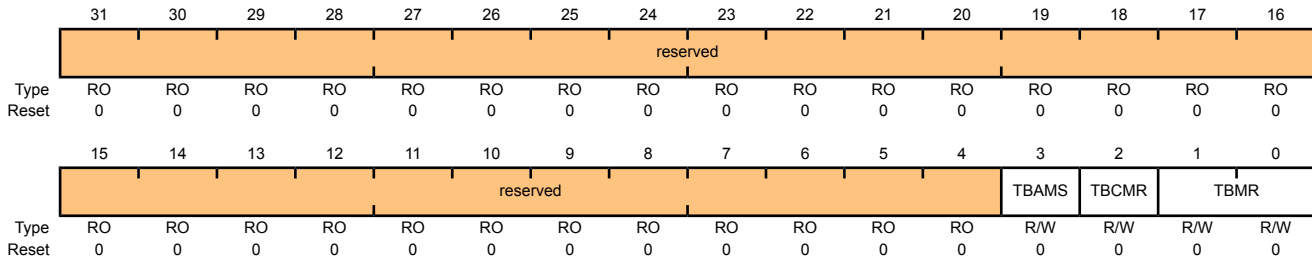 31 30 29 28 27 26 25 24 23 22 21 20 19 18 17 16
reserved
Type RO RO RO RO RO RO RO RO RO RO RO RO RO RO RO RO
Reset 0 0 0 0 0 0 0 0 0 0 0 0 0 0 0 0
15 14 13 12 11 10 9 8 7 6 5 4 3 2 1 0
reserved TBAMS TBCMR TBMR
Type RO RO RO RO RO RO RO RO RO RO RO RO R/W R/W R/W R/W
Reset 0 0 0 0 0 0 0 0 0 0 0 0 0 0 0 0